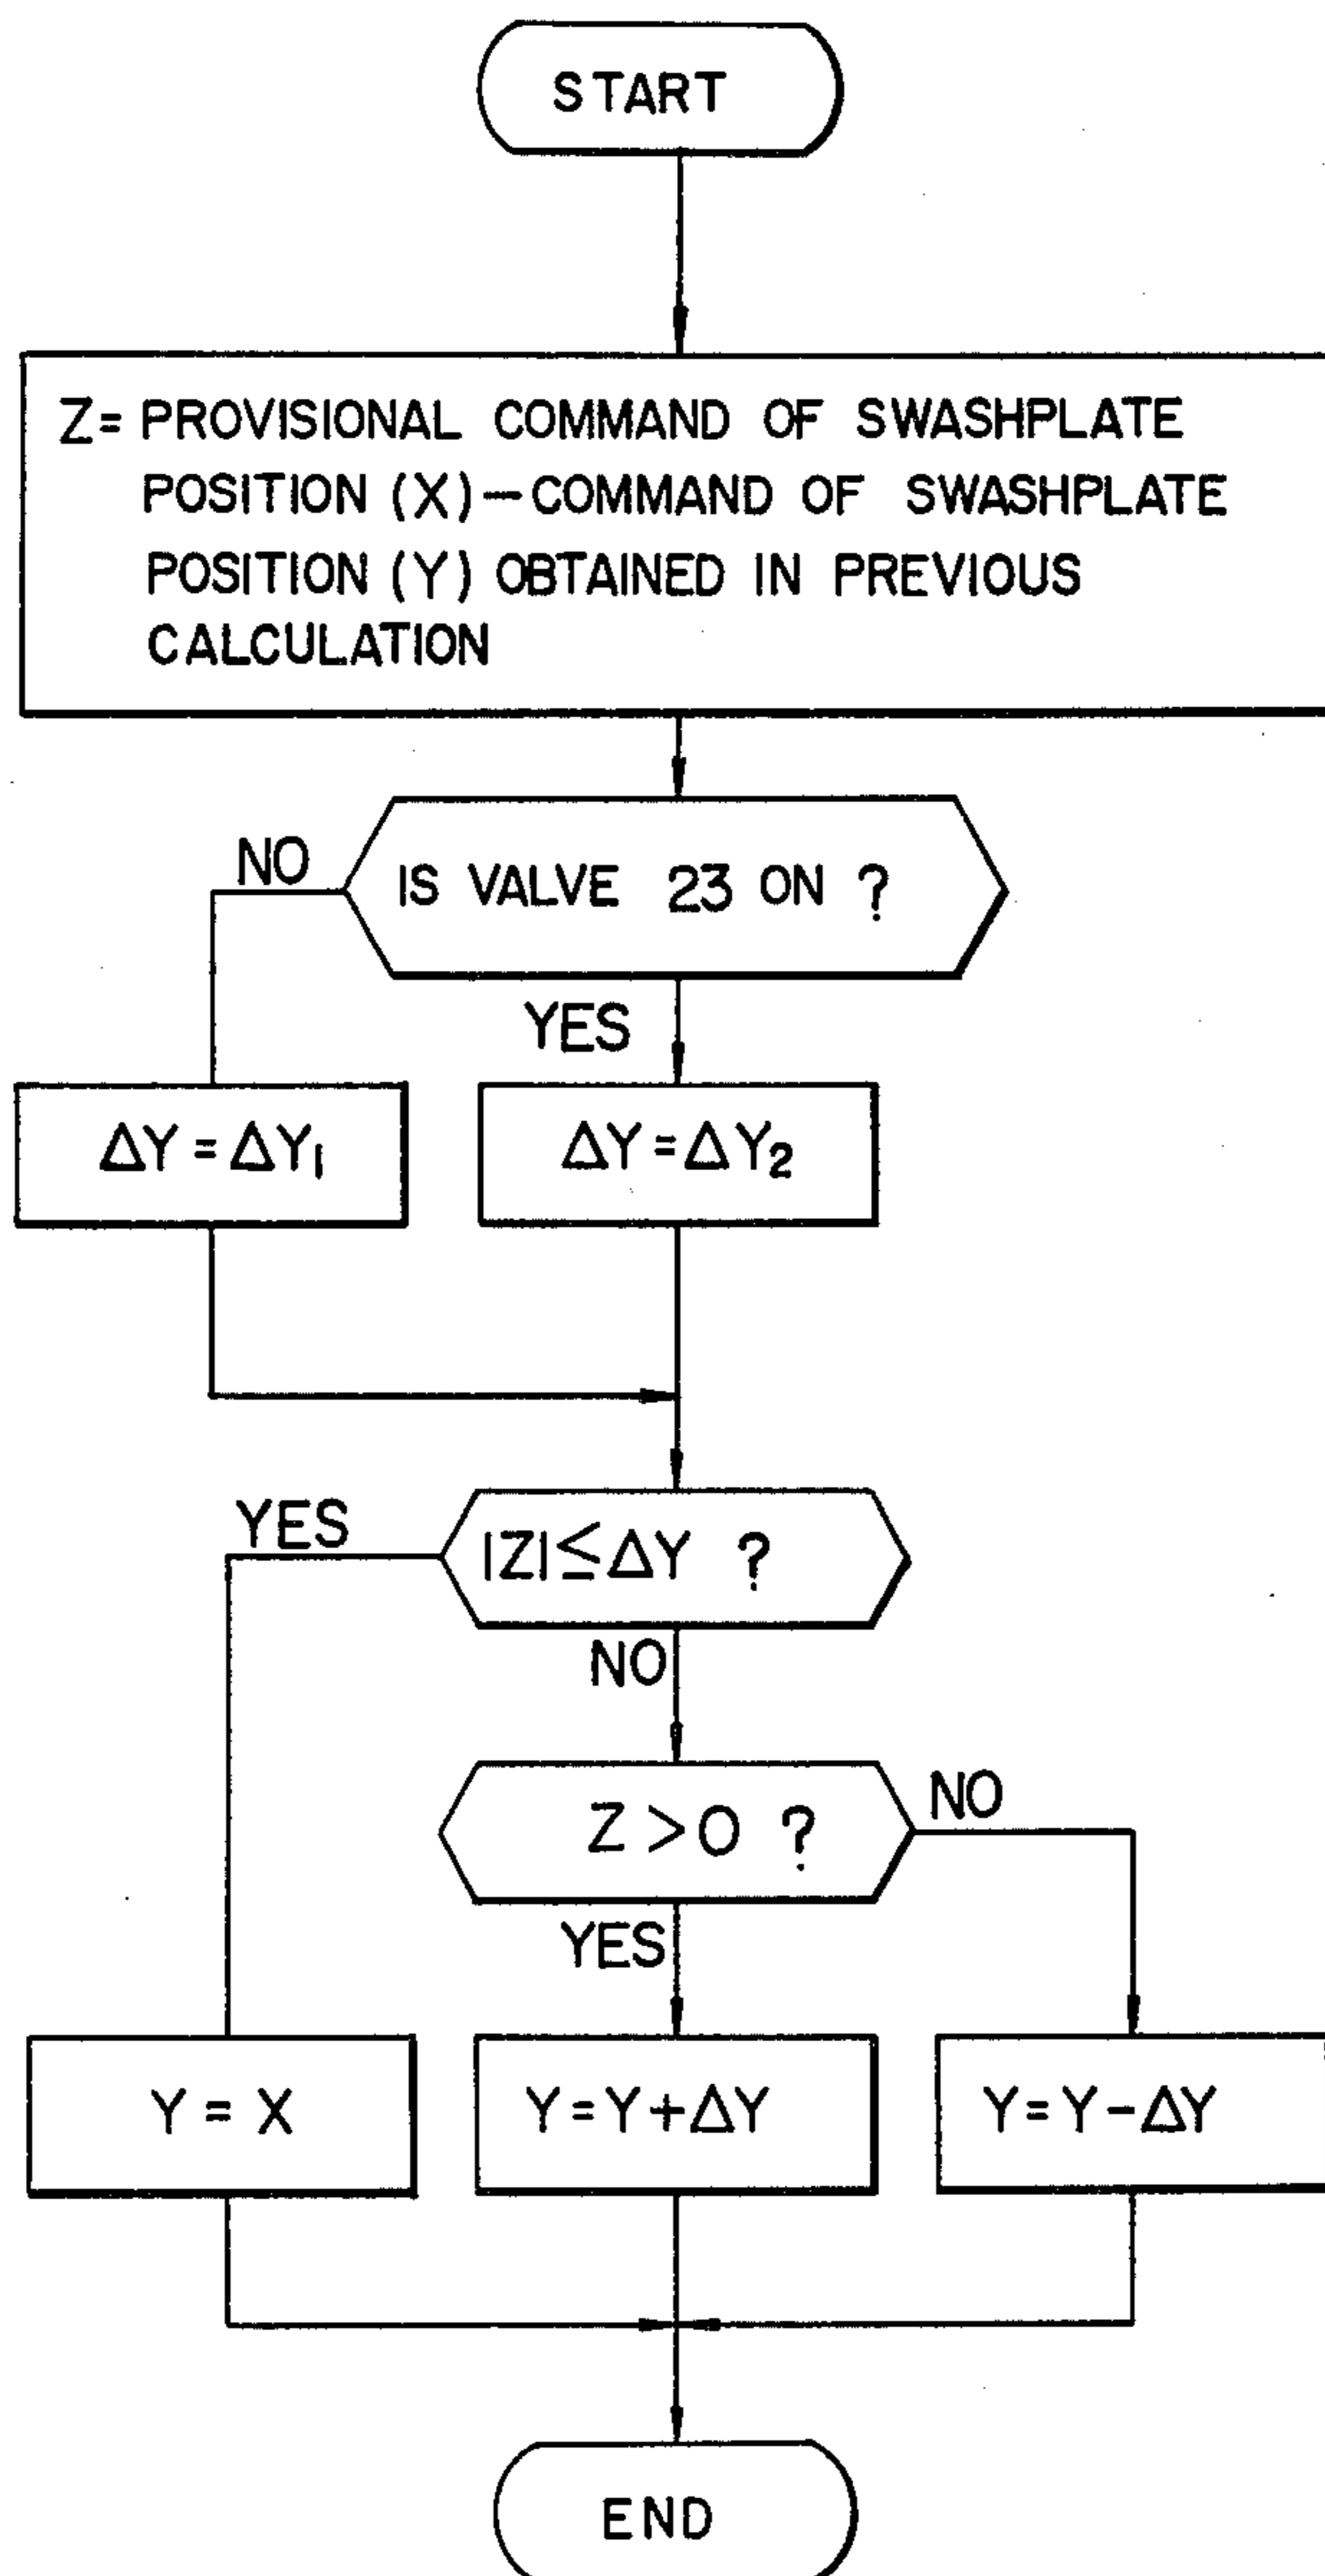 START
Z= PROVISIONAL COMMAND OF SWASHPLATE
POSITION (X)—COMMAND OF SWASHPLATE
POSITION (Y) OBTAINED IN PREVIOUS
CALCULATION
NO
IS VALVE 23 ON ?
YES
ΔY = ΔY₁
ΔY = ΔY₂
YES
|Z| ≤ ΔY ?
NO
Z > O ?
NO
YES
Y = X
Y = Y + ΔY
Y = Y - ΔY
END